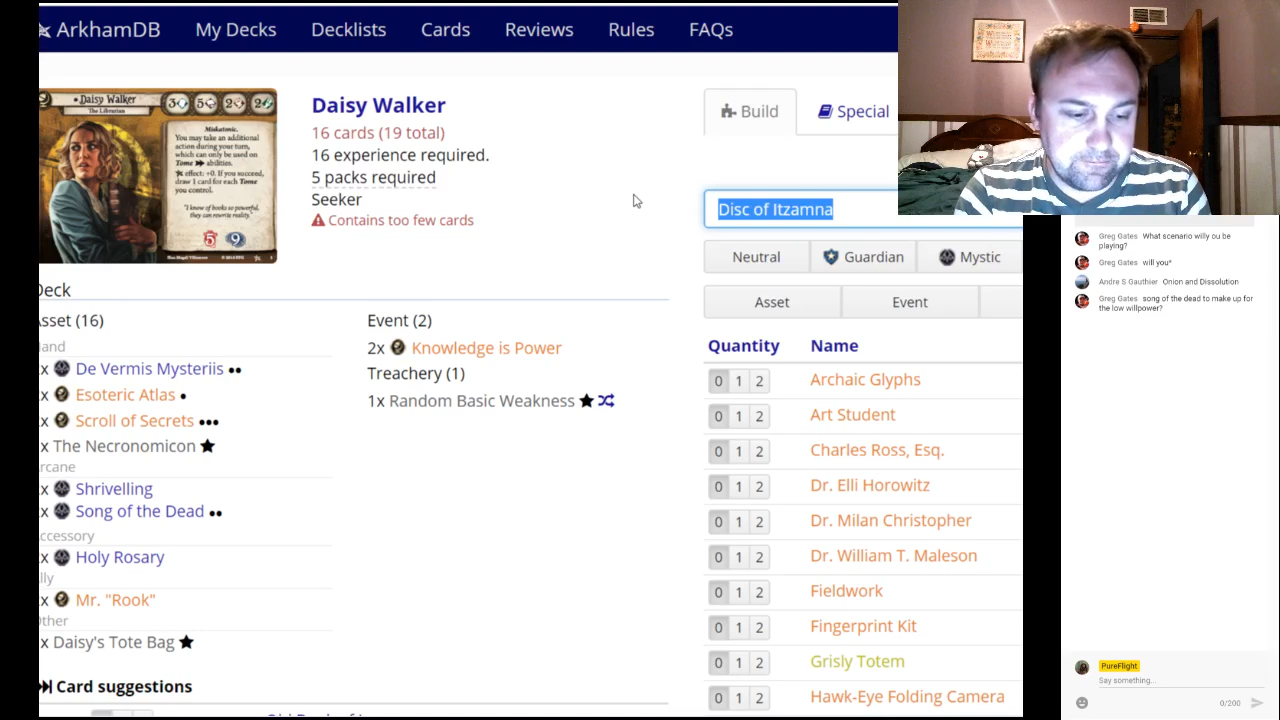 ArkhamDB My Decks Decklists Cards Reviews Rules FAQs
Daisy Walker
The Librarian
3 5 2 2
Miskatonic.
You may take an additional
action during your turn,
which can only be used on
Tome abilities.
effect: +0. If you succeed,
draw 1 card for each Tome
you control.
"I know of books so powerful,
they can rewrite reality."
5 9
Daisy Walker
16 cards (19 total)
16 experience required.
5 packs required
Seeker
Contains too few cards
Deck
Asset (16)
land
x De Vermis Mysteriis ••
x Esoteric Atlas •
x Scroll of Secrets •••
x The Necronomicon ★
rcane
x Shrivelling
x Song of the Dead ••
ccessory
x Holy Rosary
lly
x Mr. "Rook"
Other
x Daisy's Tote Bag ★
Card suggestions
Event (2)
2x Knowledge is Power
Treachery (1)
1x Random Basic Weakness ★
Build Special
Disc of Itzamna
Neutral Guardian Mystic
Asset Event
Quantity Name
0 1 2 Archaic Glyphs
0 1 2 Art Student
0 1 2 Charles Ross, Esq.
0 1 2 Dr. Elli Horowitz
0 1 2 Dr. Milan Christopher
0 1 2 Dr. William T. Maleson
0 1 2 Fieldwork
0 1 2 Fingerprint Kit
0 1 2 Grisly Totem
0 1 2 Hawk-Eye Folding Camera
Greg Gates What scenario willy ou be
playing?
Greg Gates will you*
Andre S Gauthier Onion and Dissolution
Greg Gates song of the dead to make up for
the low willpower?
PureFlight
Say something...
0/200